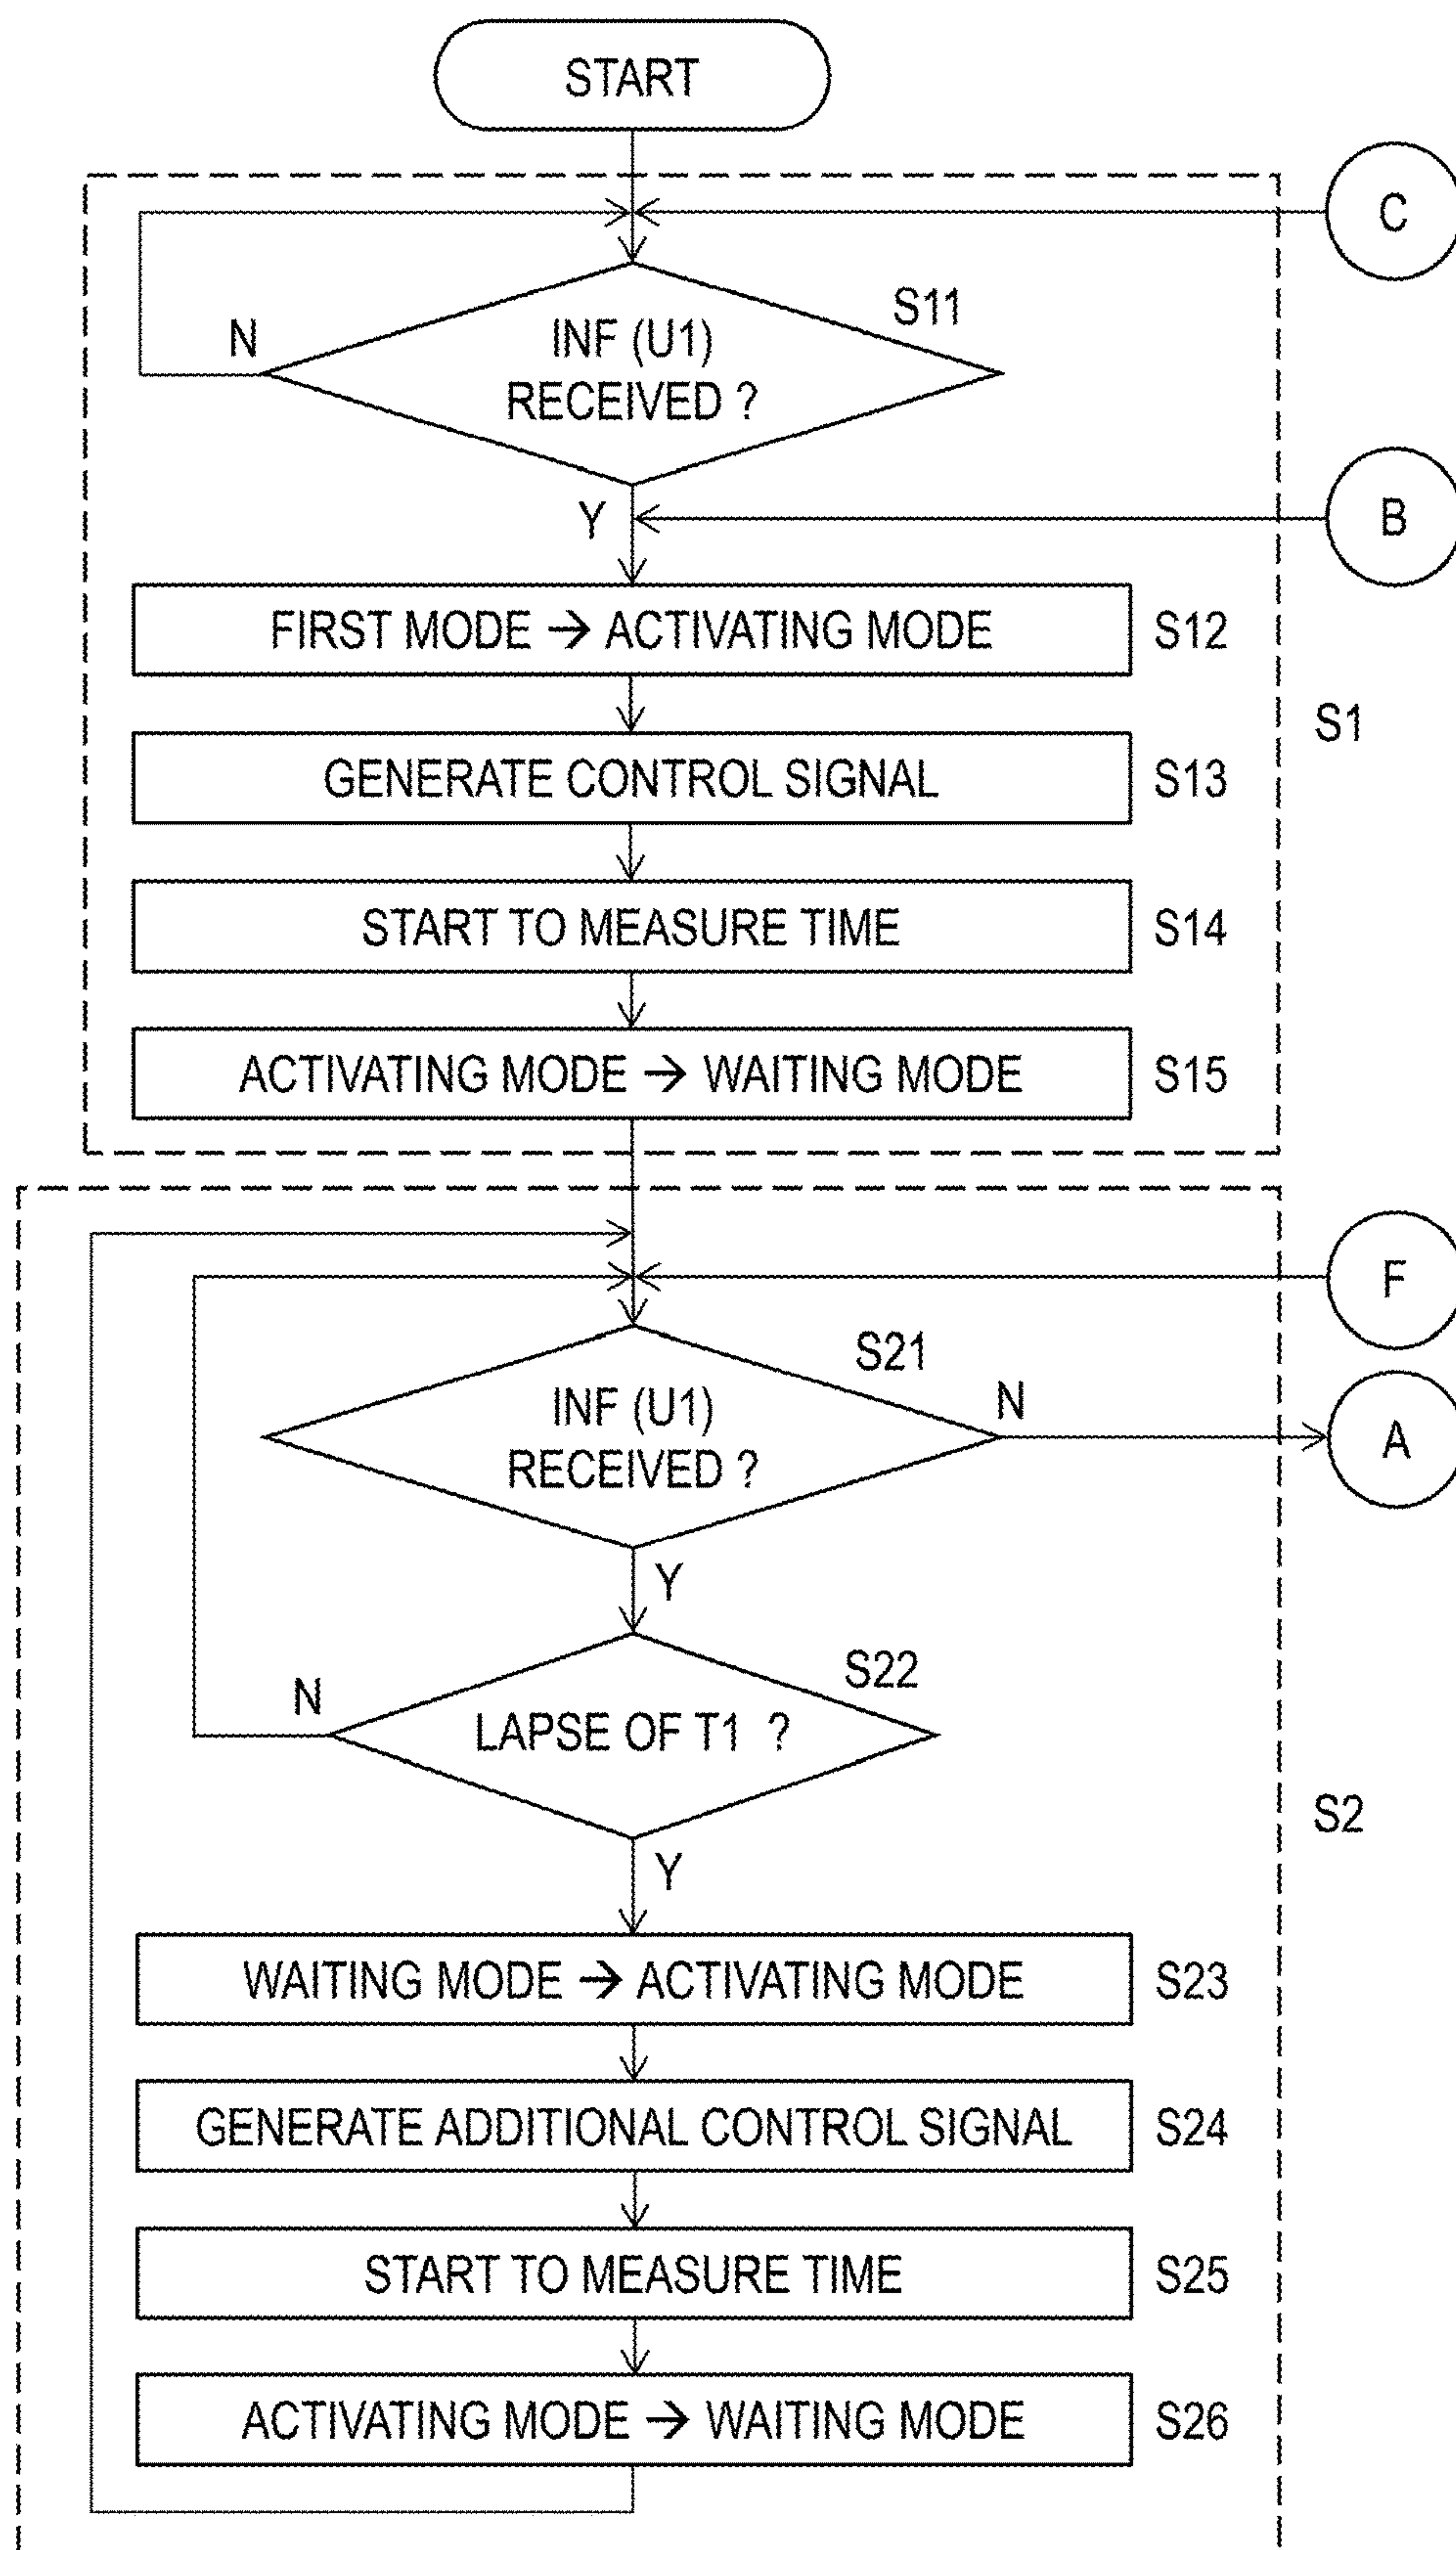 START
C
S11
N
INF (U1)
RECEIVED ?
Y
B
FIRST MODE → ACTIVATING MODE
S12
S1
GENERATE CONTROL SIGNAL
S13
START TO MEASURE TIME
S14
ACTIVATING MODE → WAITING MODE
S15
F
S21
N
INF (U1)
RECEIVED ?
A
Y
S22
N
LAPSE OF T1 ?
S2
Y
WAITING MODE → ACTIVATING MODE
S23
GENERATE ADDITIONAL CONTROL SIGNAL
S24
START TO MEASURE TIME
S25
ACTIVATING MODE → WAITING MODE
S26